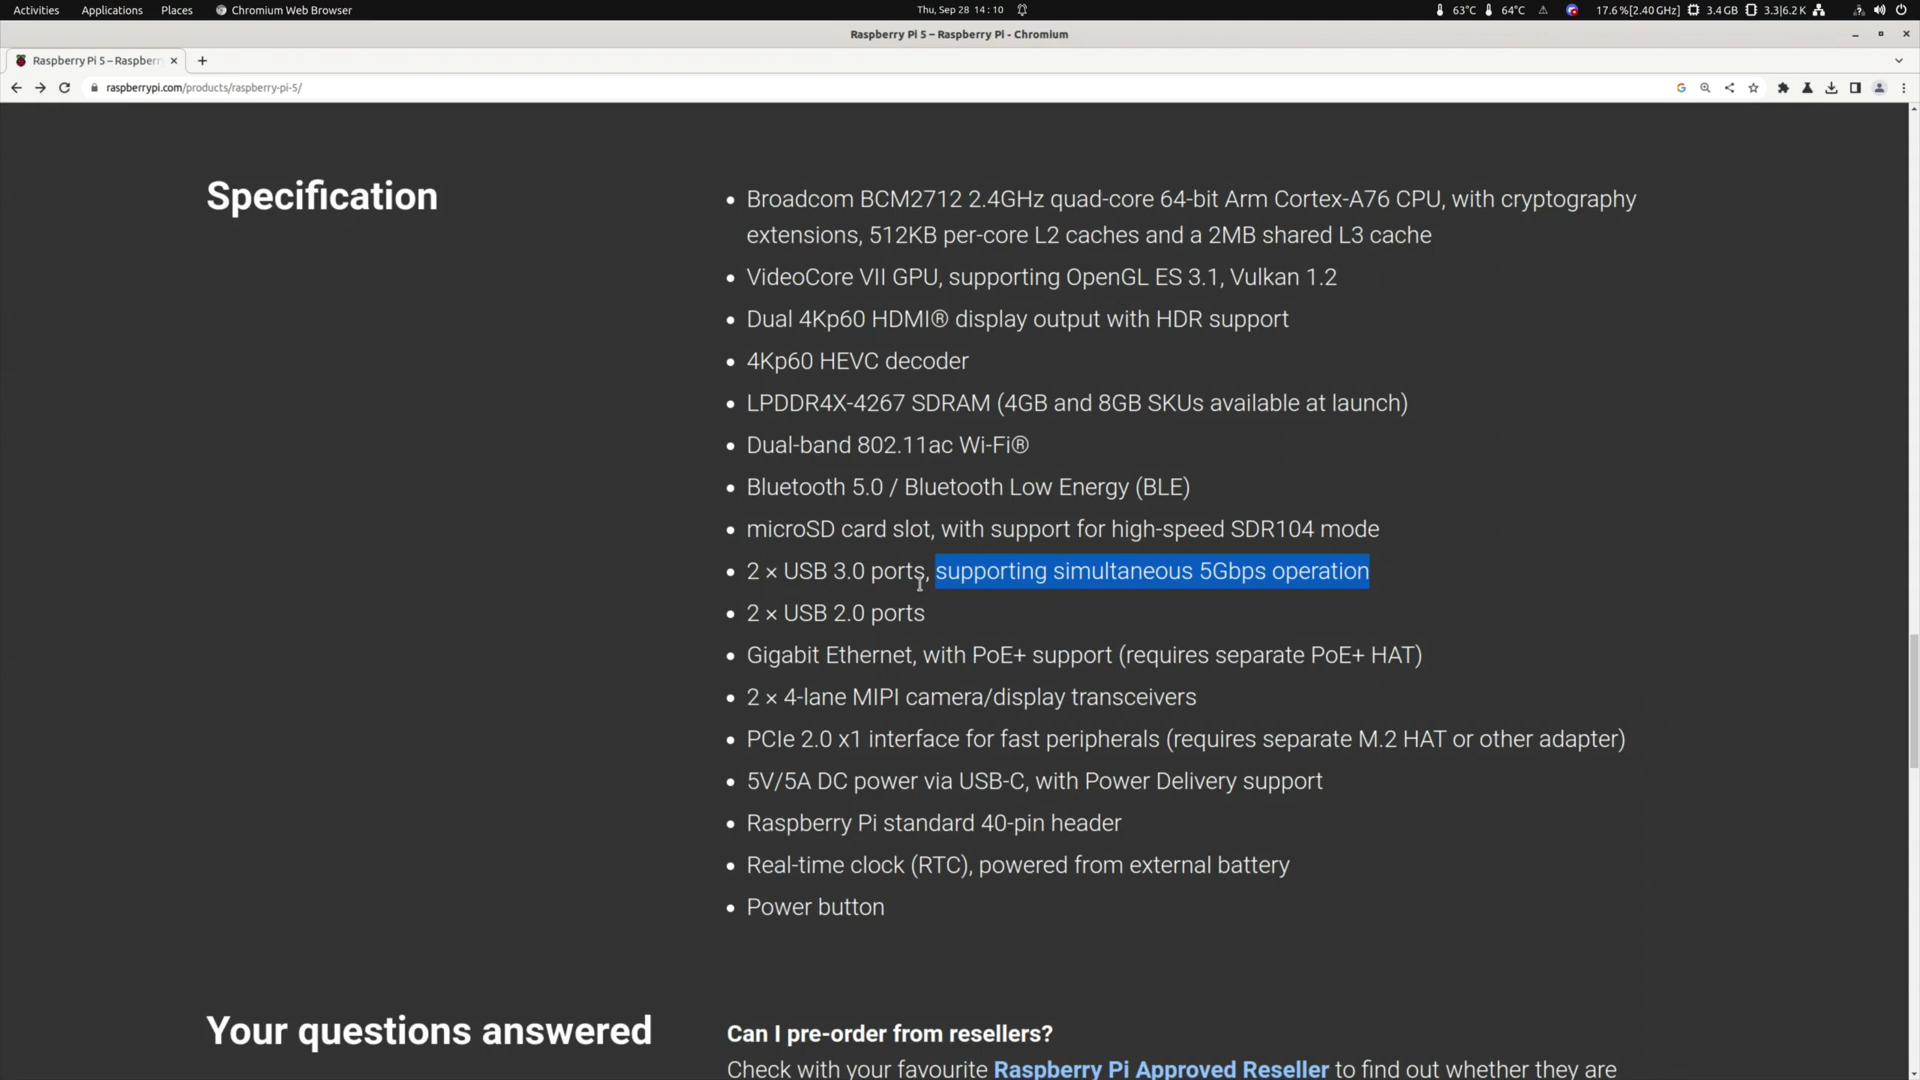 Activities Applications Places Chromium Web Browser Thu, Sep 28 14:10 63°C 64°C 17.6%[2.40 GHz] 3.4 GB 3.3|6.2 K
Raspberry Pi 5 – Raspberry Pi - Chromium
Raspberry Pi 5 – Raspberr
raspberrypi.com/products/raspberry-pi-5/
Specification
• Broadcom BCM2712 2.4GHz quad-core 64-bit Arm Cortex-A76 CPU, with cryptography
extensions, 512KB per-core L2 caches and a 2MB shared L3 cache
• VideoCore VII GPU, supporting OpenGL ES 3.1, Vulkan 1.2
• Dual 4Kp60 HDMI® display output with HDR support
• 4Kp60 HEVC decoder
• LPDDR4X-4267 SDRAM (4GB and 8GB SKUs available at launch)
• Dual-band 802.11ac Wi-Fi®
• Bluetooth 5.0 / Bluetooth Low Energy (BLE)
• microSD card slot, with support for high-speed SDR104 mode
• 2 × USB 3.0 ports, supporting simultaneous 5Gbps operation
• 2 × USB 2.0 ports
• Gigabit Ethernet, with PoE+ support (requires separate PoE+ HAT)
• 2 × 4-lane MIPI camera/display transceivers
• PCIe 2.0 x1 interface for fast peripherals (requires separate M.2 HAT or other adapter)
• 5V/5A DC power via USB-C, with Power Delivery support
• Raspberry Pi standard 40-pin header
• Real-time clock (RTC), powered from external battery
• Power button
Your questions answered
Can I pre-order from resellers?
Check with your favourite Raspberry Pi Approved Reseller to find out whether they are